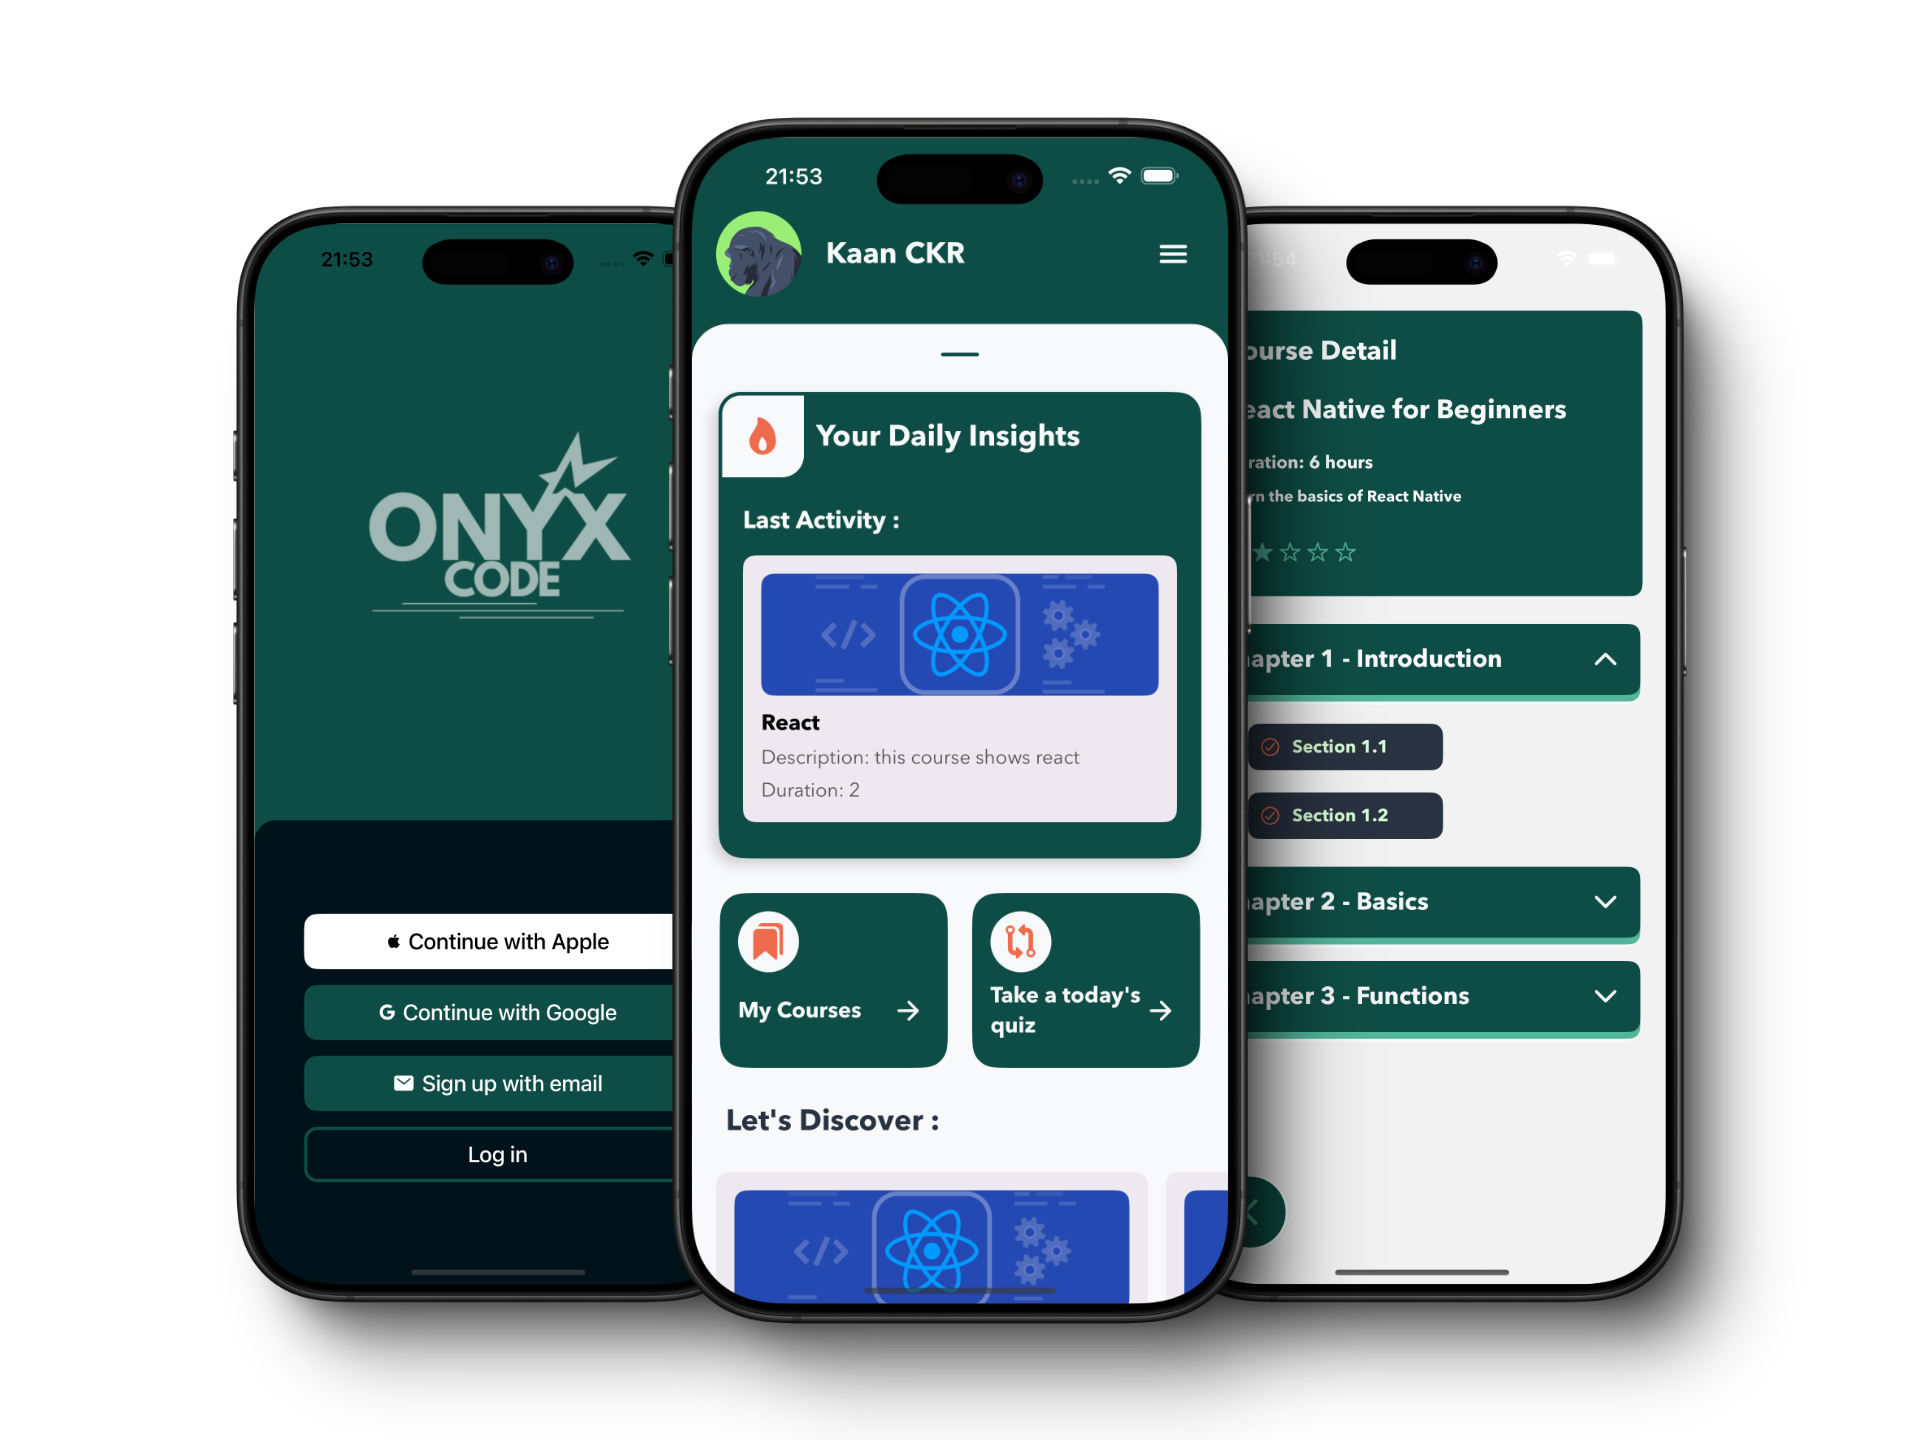 21:53
ONYX
CODE
Continue with Apple
Continue with Google
Sign up with email
Log in
21:53
Kaan CKR
Your Daily Insights
Last Activity :
</>
React
Description: this course shows react
Duration: 2
My Courses
Take a today's
quiz
Let's Discover :
</>
21:54
ourse Detail
eact Native for Beginners
ration: 6 hours
rn the basics of React Native
apter 1 - Introduction
Section 1.1
Section 1.2
apter 2 - Basics
apter 3 - Functions